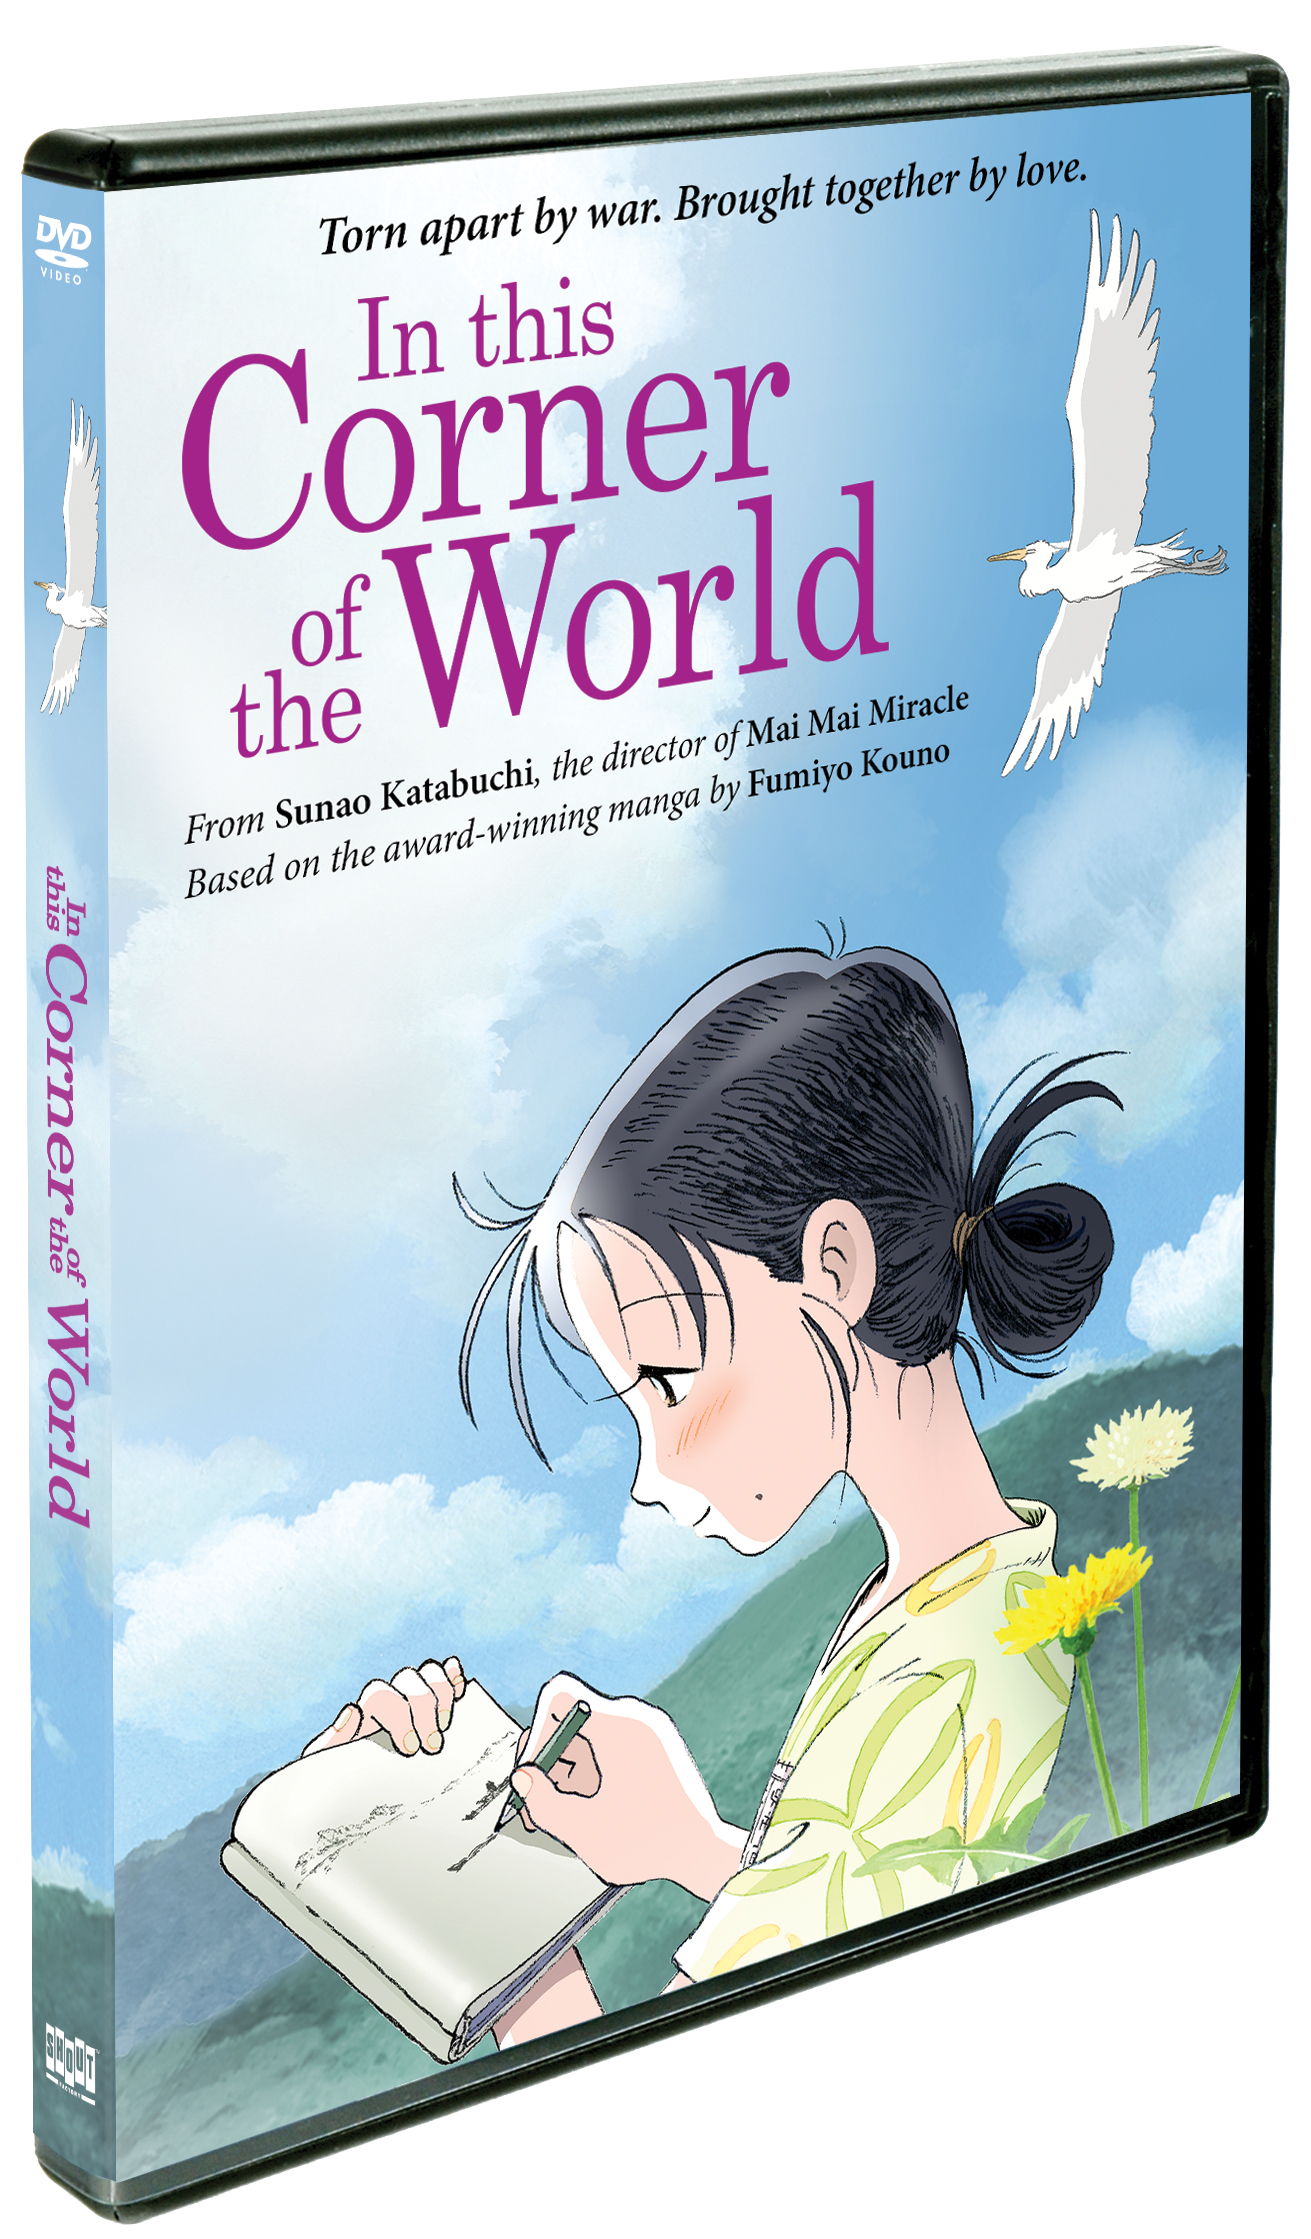 Torn apart by war. Brought together by love.
In this
Corner
of
the World
From Sunao Katabuchi, the director of Mai Mai Miracle
Based on the award-winning manga by Fumiyo Kouno
DVD
VIDEO
In
this Corner of
the World
SHOUT
FACTORY